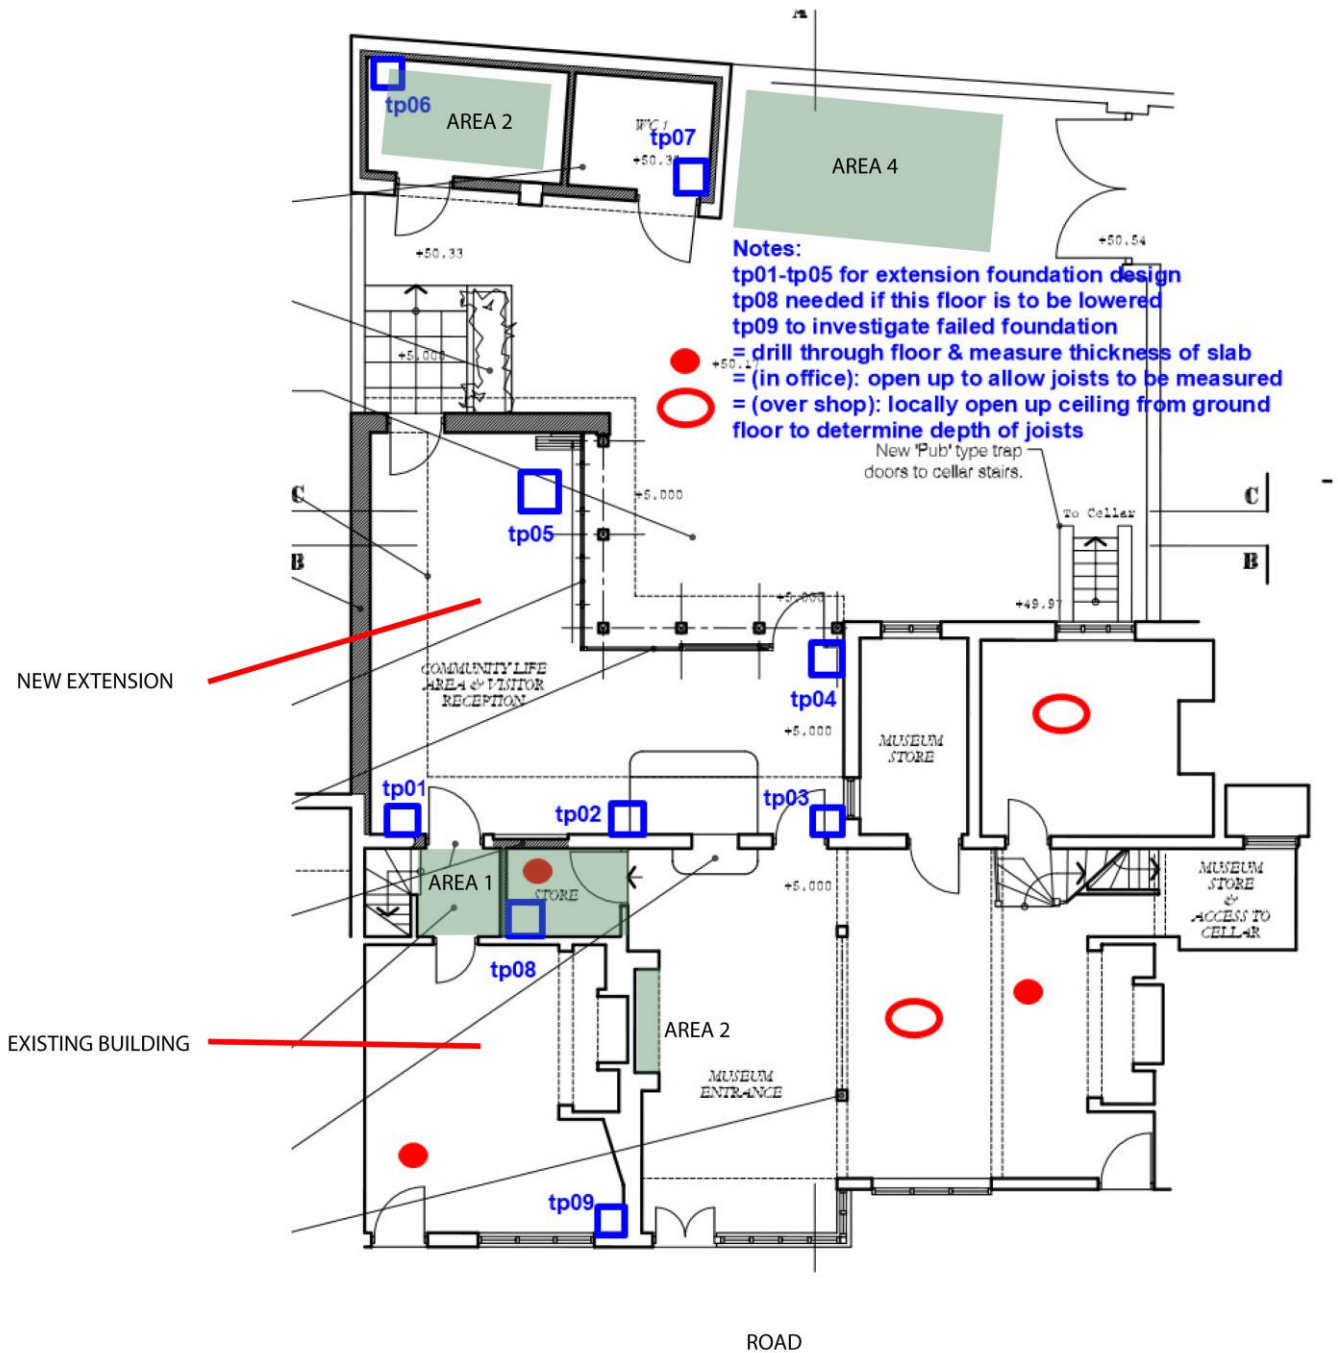 A
tp06
AREA 2
WC 1
tp07
AREA 4
+50.33
+50.54
Notes:
tp01-tp05 for extension foundation design
tp08 needed if this floor is to be lowered
tp09 to investigate failed foundation
= drill through floor & measure thickness of slab
= (in office): open up to allow joists to be measured
= (over shop): locally open up ceiling from ground
floor to determine depth of joists
+5.000
New 'Pub' type trap
doors to cellar stairs.
C
+5.000
C
tp05
To Cellar
B
B
+5.000
+49.97
NEW EXTENSION
COMMUNITY LIFE
AREA & VISITOR
RECEPTION
tp04
+5.000
MUSEUM
STORE
tp01
tp02
tp03
AREA 1
STORE
+5.000
MUSEUM
STORE
&
ACCESS TO
CELLAR
tp08
EXISTING BUILDING
AREA 2
MUSEUM
ENTRANCE
tp09
ROAD